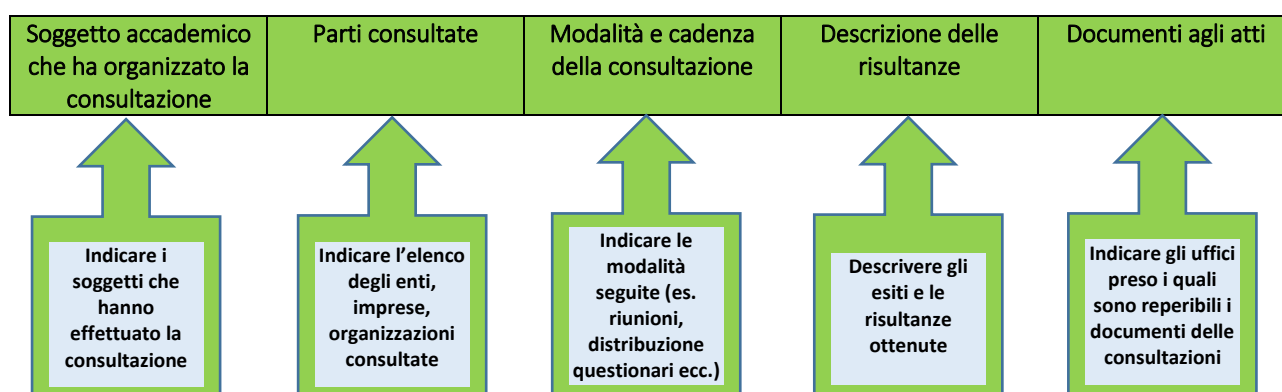 Soggetto accademico
che ha organizzato la
consultazione
Parti consultate
Modalità e cadenza
della consultazione
Descrizione delle
risultanze
Documenti agli atti
Indicare i
soggetti che
hanno
effettuato la
consultazione
Indicare l’elenco
degli enti,
imprese,
organizzazioni
consultate
Indicare le
modalità
seguite (es.
riunioni,
distribuzione
questionari ecc.)
Descrivere gli
esiti e le
risultanze
ottenute
Indicare gli uffici
preso i quali
sono reperibili i
documenti delle
consultazioni